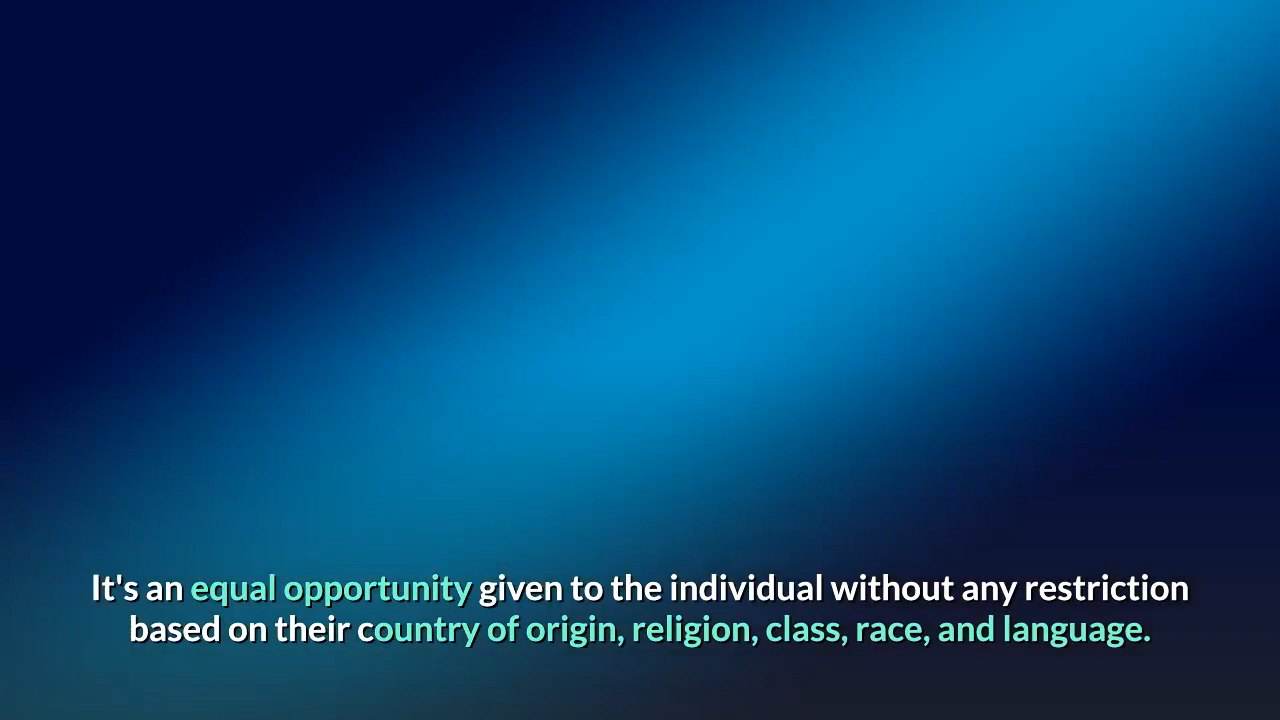 It's an equal opportunity given to the individual without any restriction
based on their country of origin, religion, class, race, and language.